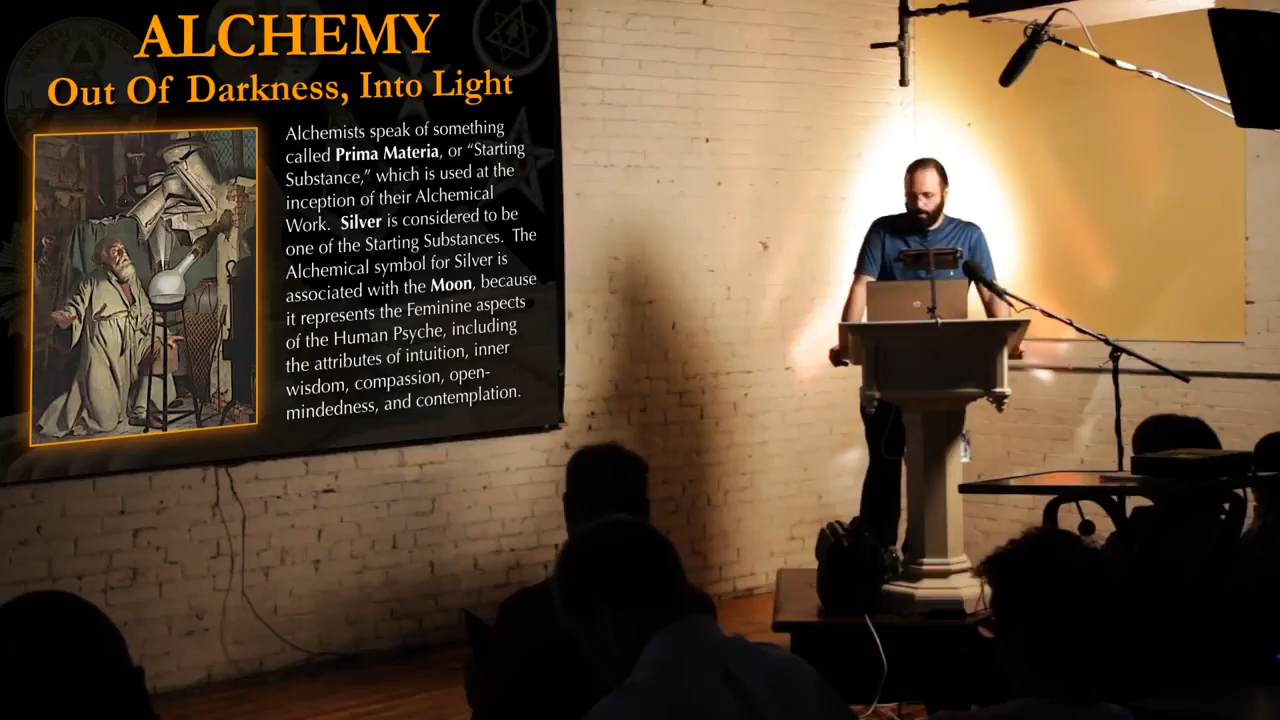 ALCHEMY
Out Of Darkness, Into Light
Alchemists speak of something
called Prima Materia, or “Starting
Substance,” which is used at the
inception of their Alchemical
Work.  Silver is considered to be
one of the Starting Substances.  The
Alchemical symbol for Silver is
associated with the Moon, because
it represents the Feminine aspects
of the Human Psyche, including
the attributes of intuition, inner
wisdom, compassion, open-
mindedness, and contemplation.